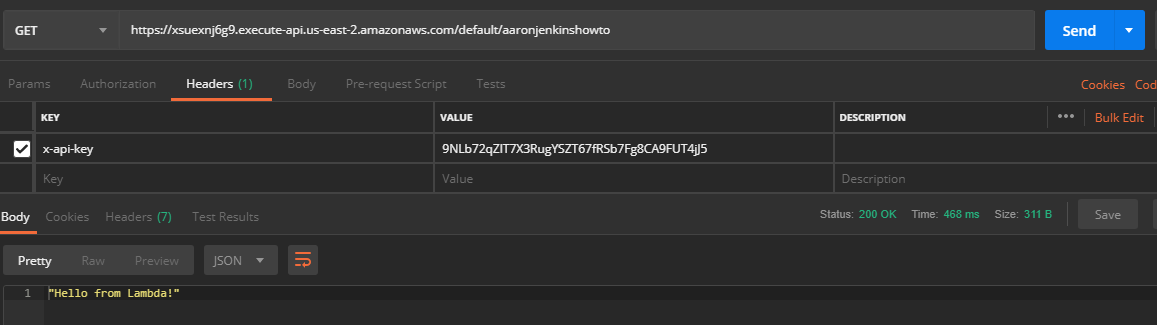 GET https://xsuexnj6g9.execute-api.us-east-2.amazonaws.com/default/aaronjenkinshowto Send
Params Authorization Headers (1) Body Pre-request Script Tests Cookies Cod
KEY VALUE DESCRIPTION ••• Bulk Edit
x-api-key 9NLb72qZIT7X3RugYSZT67fRSb7Fg8CA9FUT4jJ5
Key Value Description
Body Cookies Headers (7) Test Results Status: 200 OK Time: 468 ms Size: 311 B Save
Pretty Raw Preview JSON
1 "Hello from Lambda!"